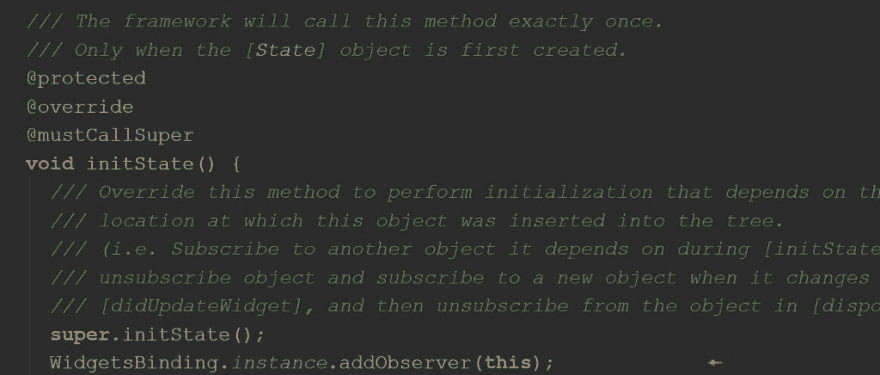 /// The framework will call this method exactly once.
/// Only when the [State] object is first created.
@protected
@override
@mustCallSuper
void initState() {
/// Override this method to perform initialization that depends on th
/// location at which this object was inserted into the tree.
/// (i.e. Subscribe to another object it depends on during [initState
/// unsubscribe object and subscribe to a new object when it changes
/// [didUpdateWidget], and then unsubscribe from the object in [dispo
super.initState();
WidgetsBinding.instance.addObserver(this);